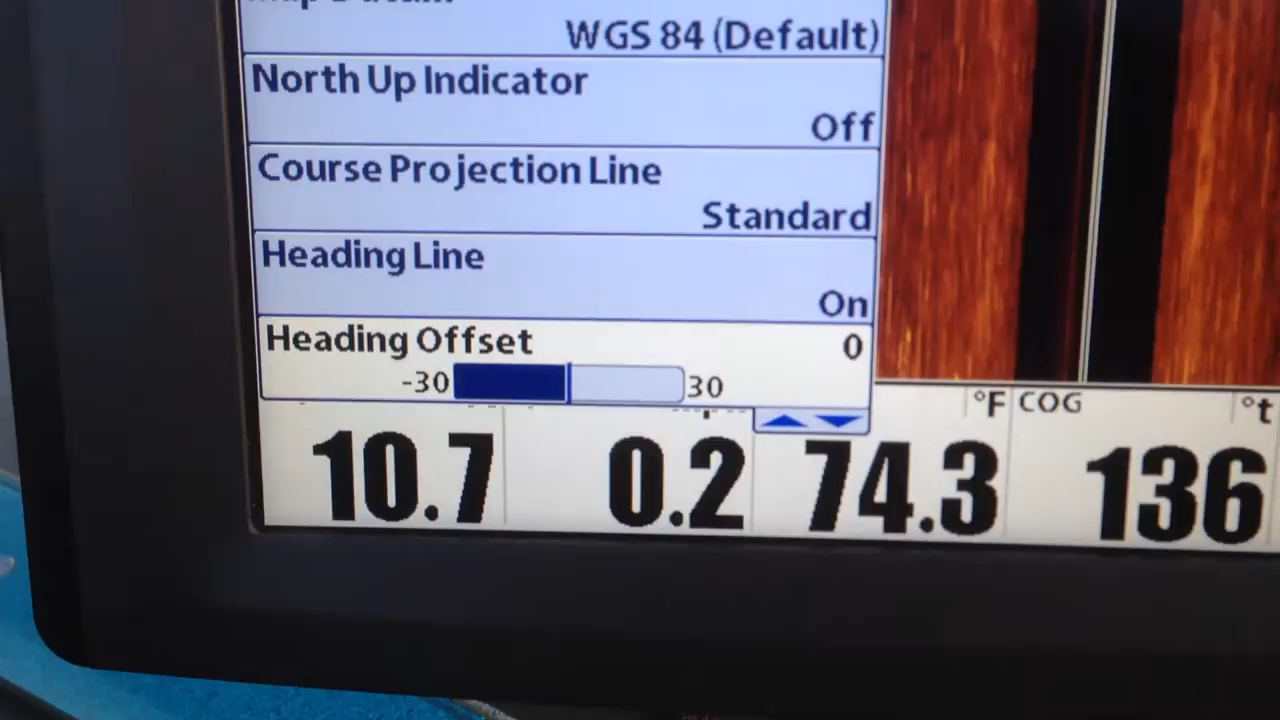 WGS 84 (Default)
North Up Indicator
Off
Course Projection Line
Standard
Heading Line
On
Heading Offset 0
-30 30
°F COG °t
10.7 0.2 74.3 136